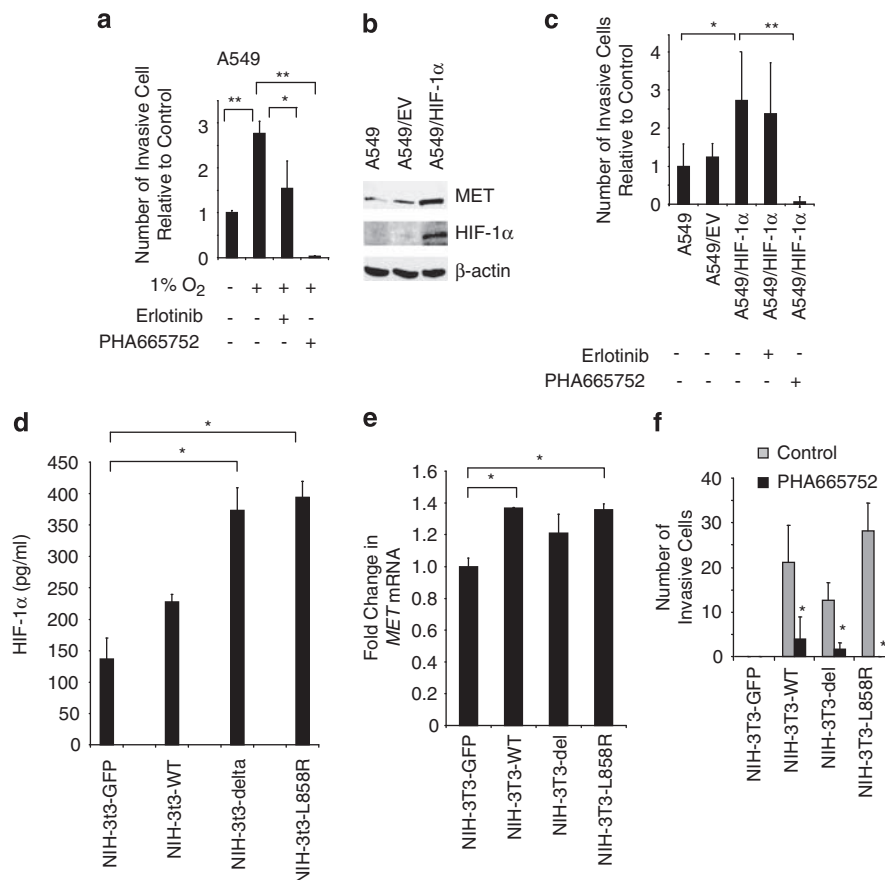 a
A549
Number of Invasive Cell
Relative to Control
3
2
1
0
** ** *
1% O2 - + + +
Erlotinib - - + -
PHA665752 - - - +
b
A549
A549/EV
A549/HIF-1α
MET
HIF-1α
β-actin
c
* **
Number of Invasive Cells
Relative to Control
4
3
2
1
0
A549
A549/EV
A549/HIF-1α
A549/HIF-1α
A549/HIF-1α
Erlotinib - - - + -
PHA665752 - - - - +
d
*
*
HIF-1α (pg/ml)
450
400
350
300
250
200
150
100
50
0
NIH-3t3-GFP
NIH-3t3-WT
NIH-3t3-delta
NIH-3t3-L858R
e
*
*
Fold Change in
MET mRNA
1.6
1.4
1.2
1.0
0.8
0.6
0.4
0.2
0
NIH-3T3-GFP
NIH-3T3-WT
NIH-3T3-del
NIH-3T3-L858R
f
Control
PHA665752
Number of
Invasive Cells
40
30
20
10
0
* * *
NIH-3T3-GFP
NIH-3T3-WT
NIH-3T3-del
NIH-3T3-L858R